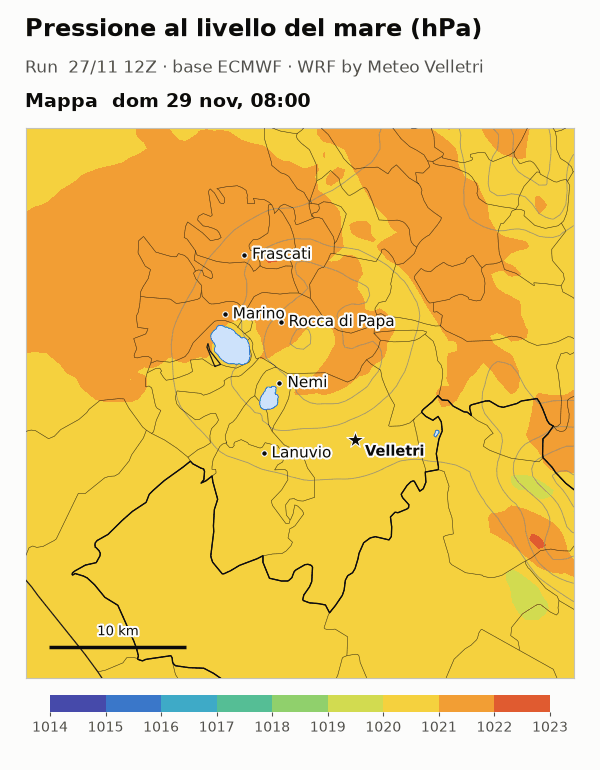 Pressione al livello del mare (hPa)
Run  27/11 12Z · base ECMWF · WRF by Meteo Velletri
Mappa  dom 29 nov, 08:00
Frascati
Marino
Rocca di Papa
Nemi
Velletri
Lanuvio
10 km
1014 1015 1016 1017 1018 1019 1020 1021 1022 1023